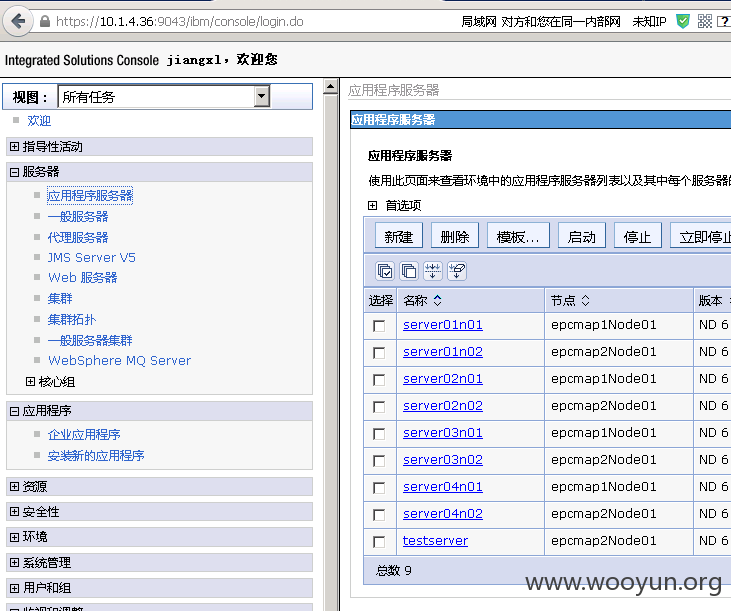 https://10.1.4.36:9043/ibm/console/login.do 局域网 对方和您在同一内部网 未知IP
Integrated Solutions Console jiangxl，欢迎您
视图： 所有任务
欢迎
指导性活动
服务器
应用程序服务器
一般服务器
代理服务器
JMS Server V5
Web 服务器
集群
集群拓扑
一般服务器集群
WebSphere MQ Server
核心组
应用程序
企业应用程序
安装新的应用程序
资源
安全性
环境
系统管理
用户和组
监视和调整
应用程序服务器
应用程序服务器
应用程序服务器
使用此页面来查看环境中的应用程序服务器列表以及其中每个服务器的
首选项
新建 删除 模板... 启动 停止 立即停止
选择 名称 节点 版本
server01n01 epcmap1Node01 ND 6
server01n02 epcmap2Node01 ND 6
server02n01 epcmap1Node01 ND 6
server02n02 epcmap2Node01 ND 6
server03n01 epcmap1Node01 ND 6
server03n02 epcmap2Node01 ND 6
server04n01 epcmap1Node01 ND 6
server04n02 epcmap2Node01 ND 6
testserver epcmap2Node01 ND 6
总数 9
www.wooyun.org